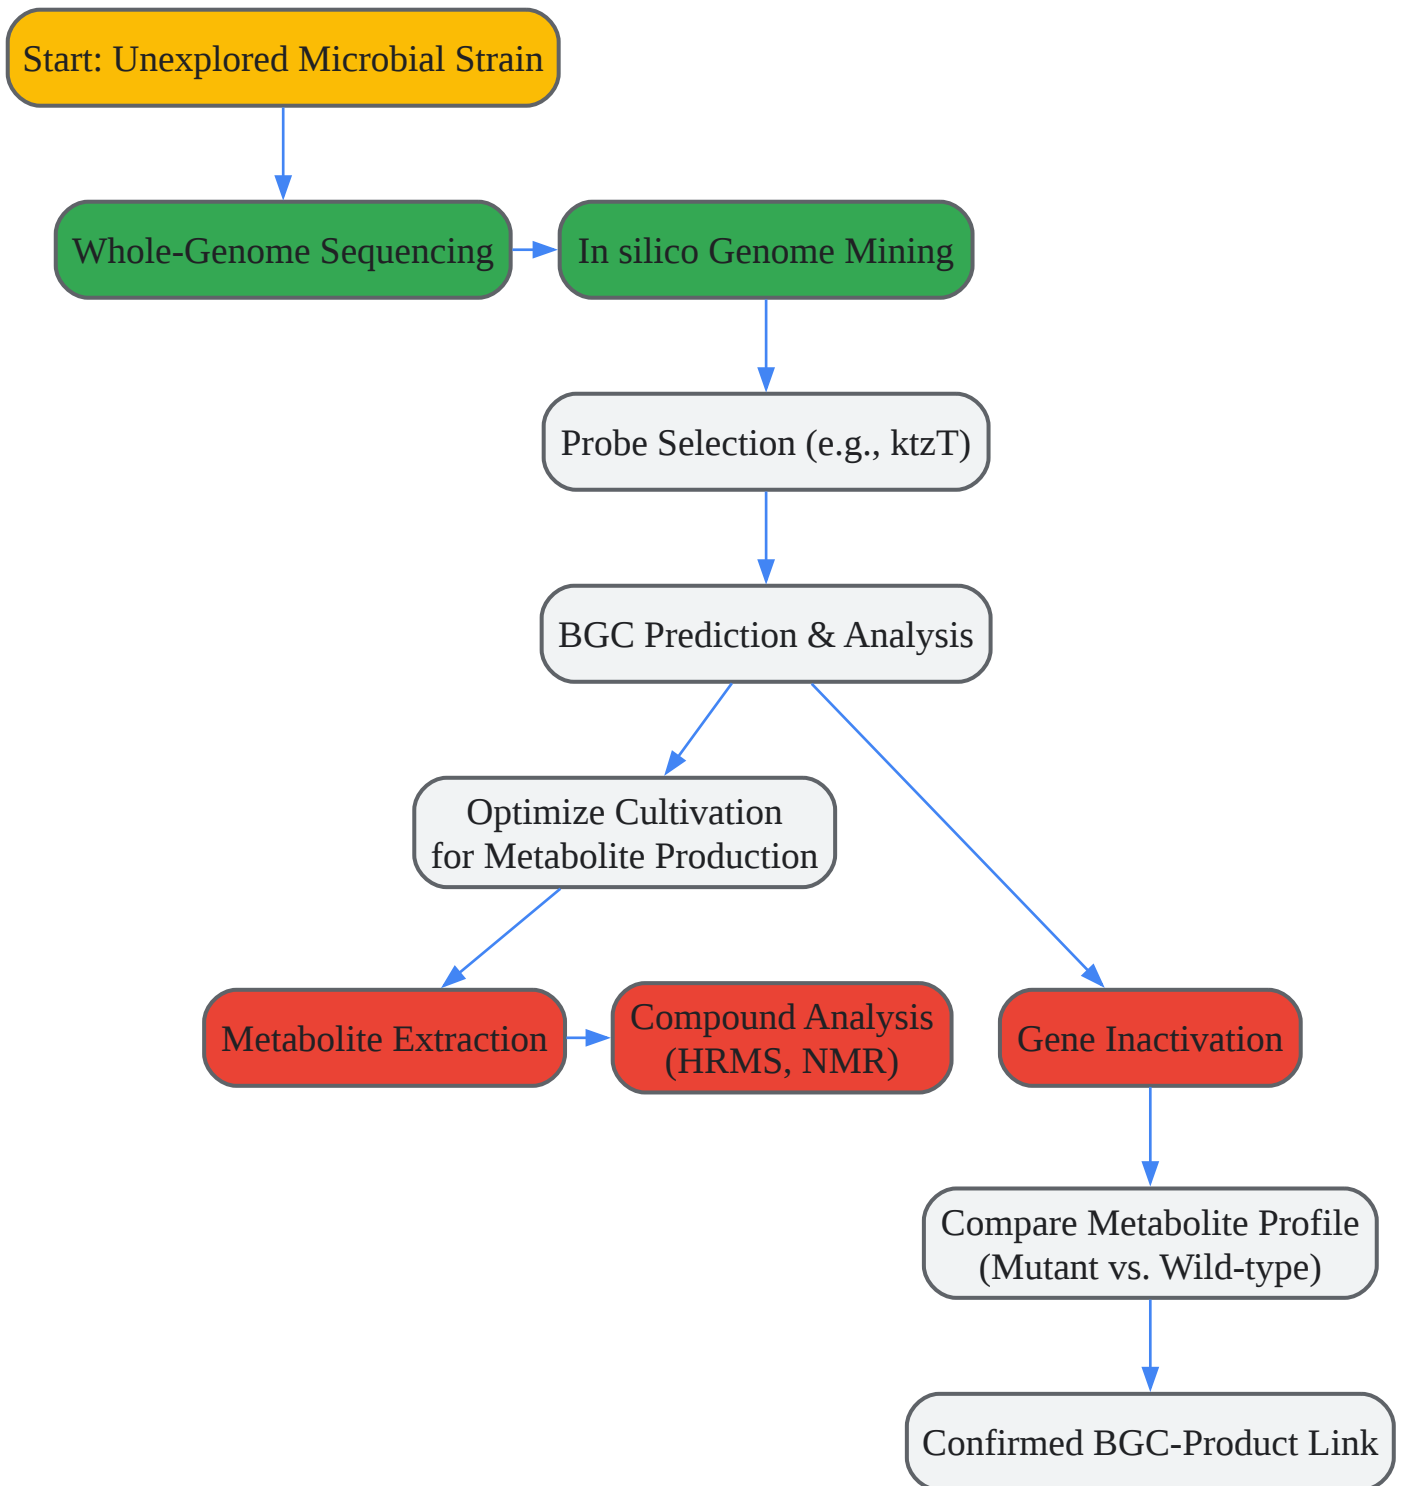 Start: Unexplored Microbial Strain
Whole-Genome Sequencing
In silico Genome Mining
Probe Selection (e.g., ktzT)
BGC Prediction & Analysis
Optimize Cultivation
for Metabolite Production
Metabolite Extraction
Compound Analysis
(HRMS, NMR)
Gene Inactivation
Compare Metabolite Profile
(Mutant vs. Wild-type)
Confirmed BGC-Product Link